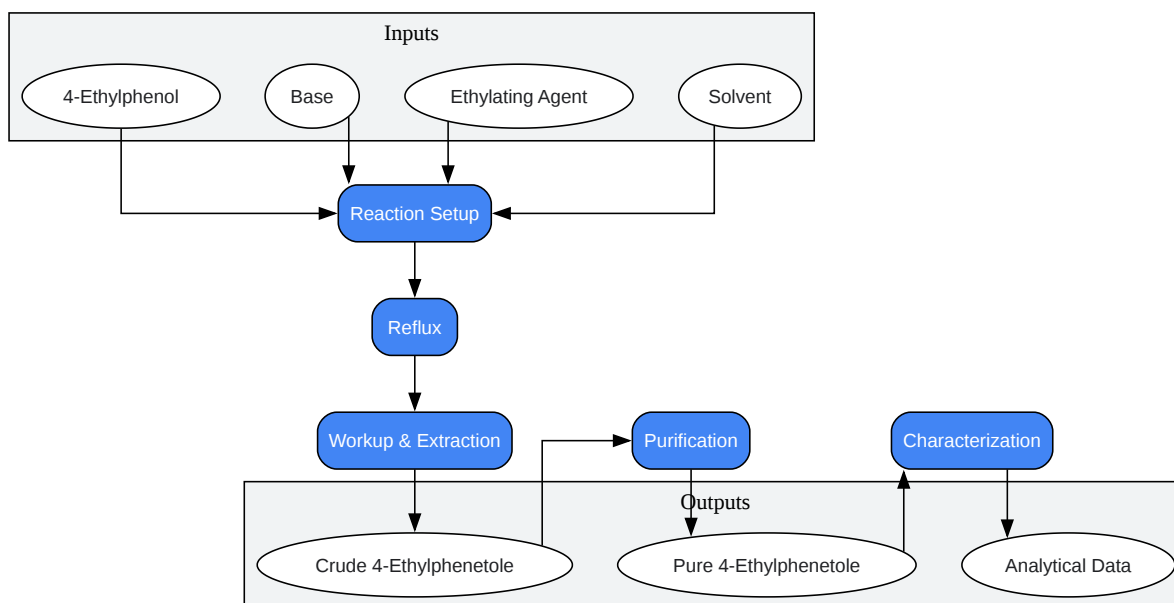 Inputs
4-Ethylphenol
Base
Ethylating Agent
Solvent
Reaction Setup
Reflux
Workup & Extraction
Purification
Characterization
Outputs
Crude 4-Ethylphenetole
Pure 4-Ethylphenetole
Analytical Data